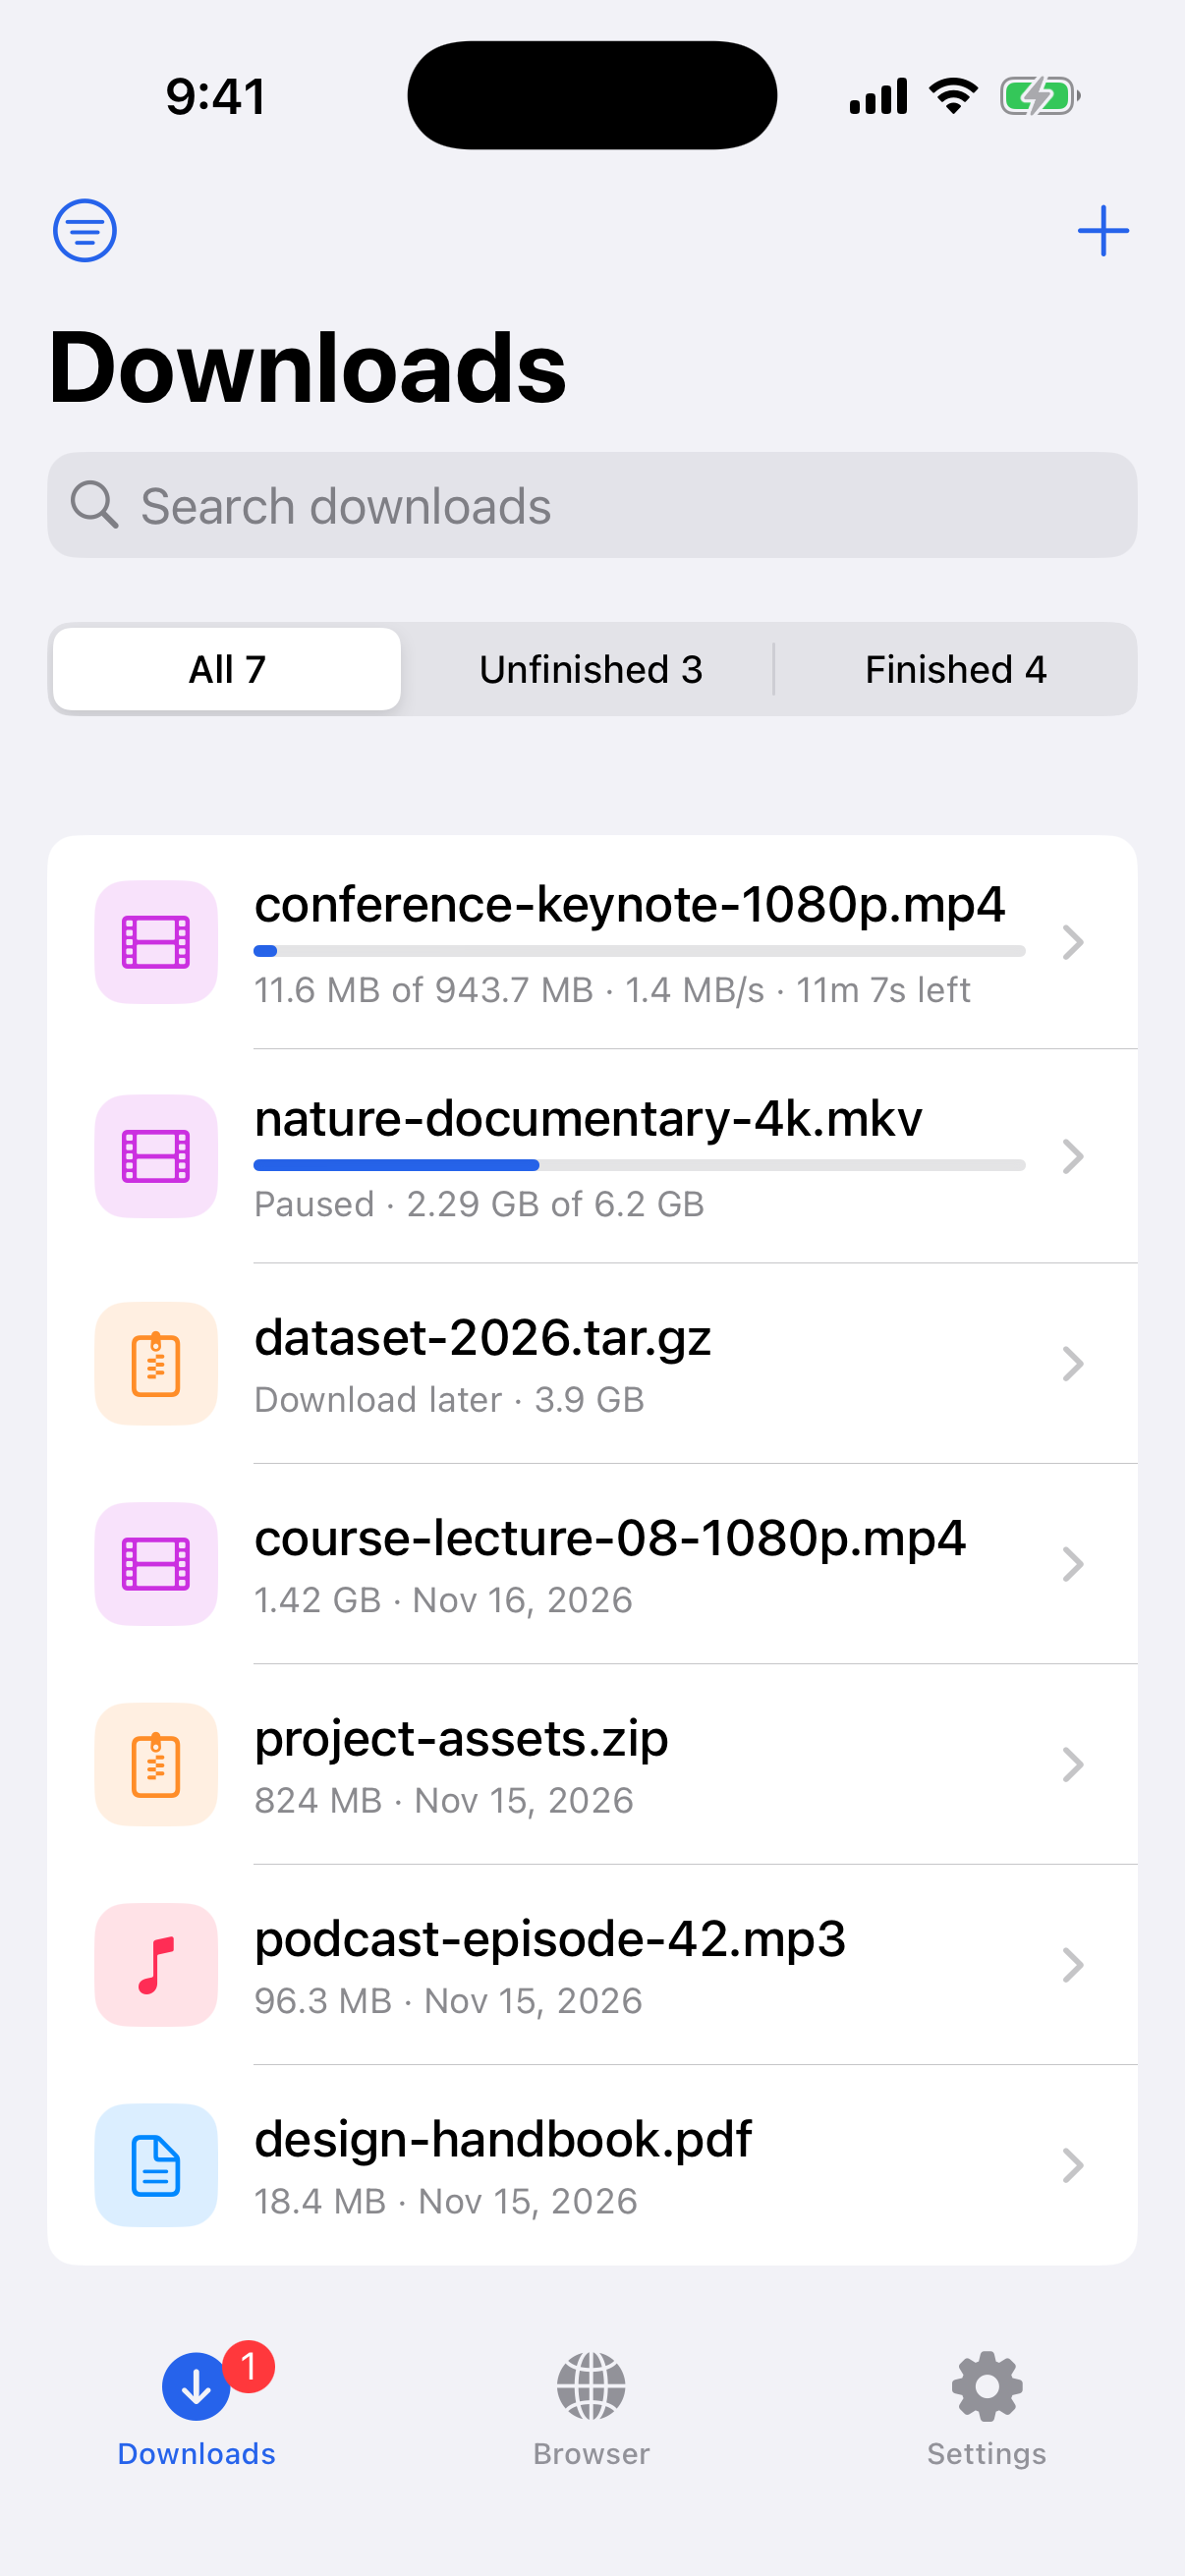 9:41
Downloads
Search downloads
All 7
Unfinished 3
Finished 4
conference-keynote-1080p.mp4
11.6 MB of 943.7 MB · 1.4 MB/s · 11m 7s left
nature-documentary-4k.mkv
Paused · 2.29 GB of 6.2 GB
dataset-2026.tar.gz
Download later · 3.9 GB
course-lecture-08-1080p.mp4
1.42 GB · Nov 16, 2026
project-assets.zip
824 MB · Nov 15, 2026
podcast-episode-42.mp3
96.3 MB · Nov 15, 2026
design-handbook.pdf
18.4 MB · Nov 15, 2026
1
Downloads
Browser
Settings